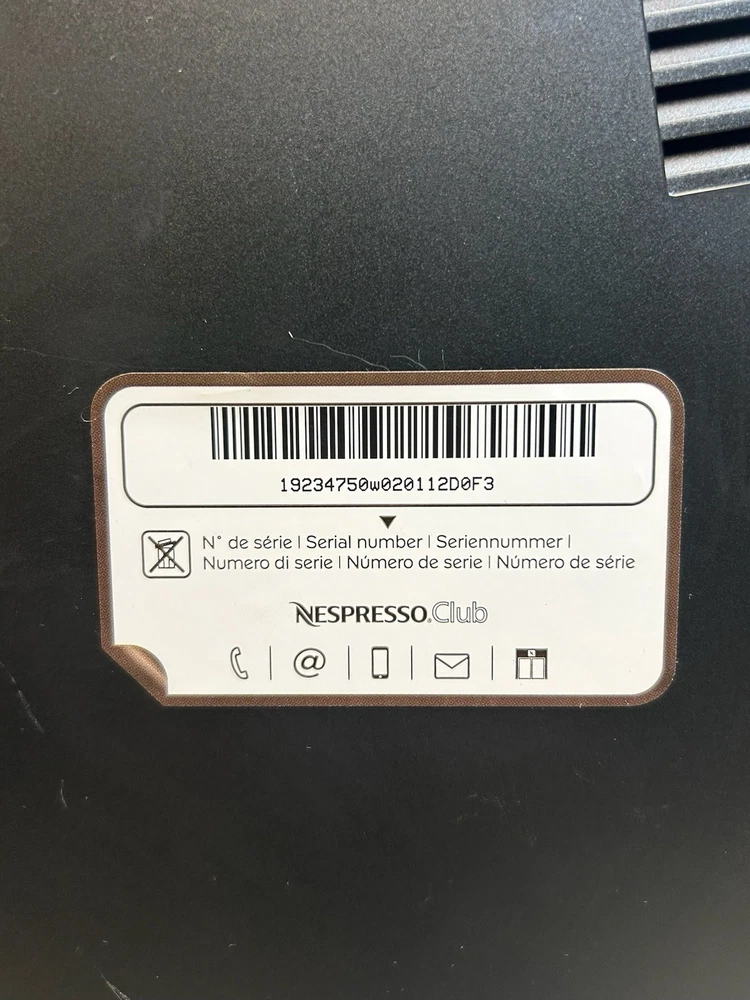 19234750w020112D0F3
N° de série | Serial number | Seriennummer |
Numero di serie | Número de serie | Número de série
NESPRESSO.Club
@